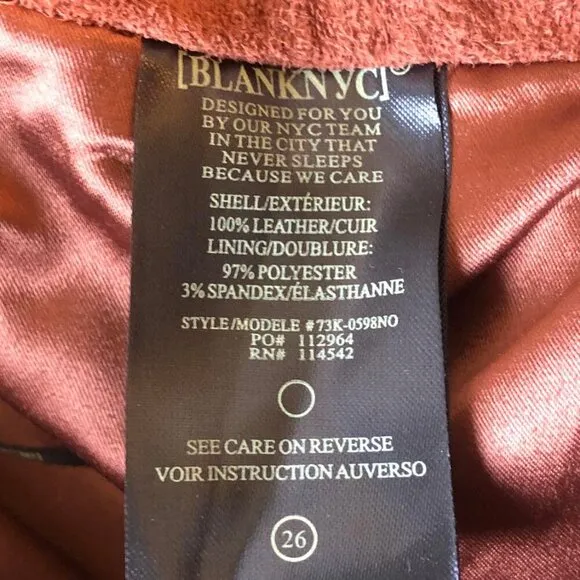 [BLANKNYC]®
DESIGNED FOR YOU
BY OUR NYC TEAM
IN THE CITY THAT
NEVER SLEEPS
BECAUSE WE CARE
SHELL/EXTÉRIEUR:
100% LEATHER/CUIR
LINING/DOUBLURE:
97% POLYESTER
3% SPANDEX/ÉLASTHANNE
STYLE/MODELE #73K-0598NO
PO# 112964
RN# 114542
SEE CARE ON REVERSE
VOIR INSTRUCTION AUVERSO
26